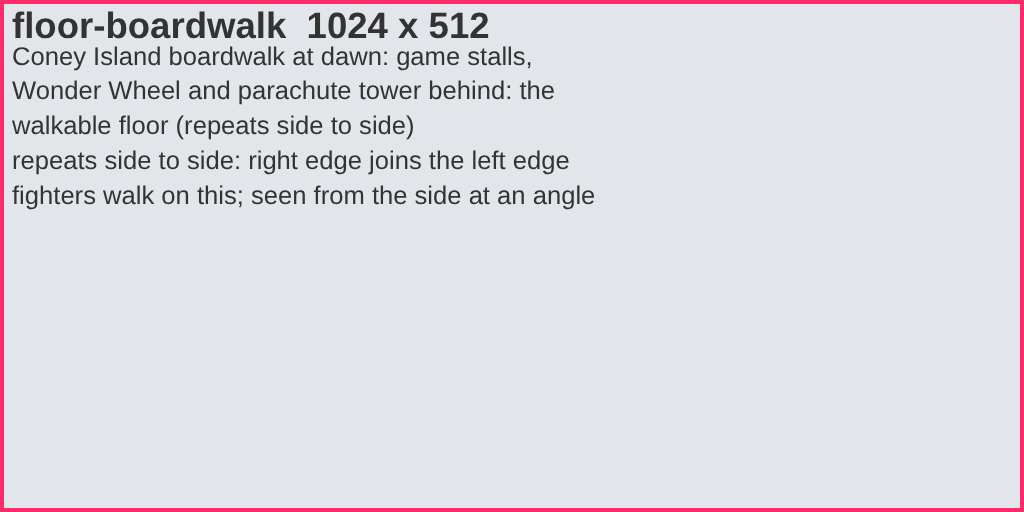 floor-boardwalk 1024 x 512
Coney Island boardwalk at dawn: game stalls,
Wonder Wheel and parachute tower behind: the
walkable floor (repeats side to side)
repeats side to side: right edge joins the left edge
fighters walk on this; seen from the side at an angle